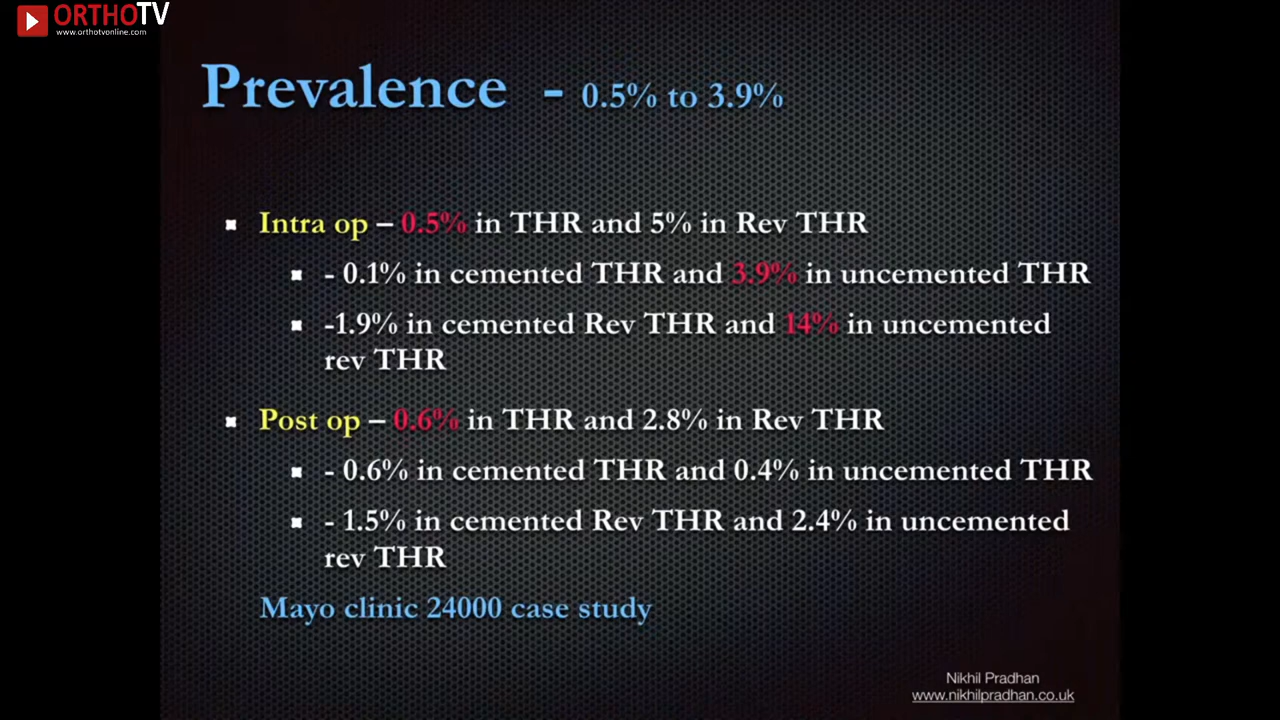 ORTHOTV
www.orthotvonline.com
Prevalence - 0.5% to 3.9%
Intra op – 0.5% in THR and 5% in Rev THR
- 0.1% in cemented THR and 3.9% in uncemented THR
-1.9% in cemented Rev THR and 14% in uncemented
rev THR
Post op – 0.6% in THR and 2.8% in Rev THR
- 0.6% in cemented THR and 0.4% in uncemented THR
- 1.5% in cemented Rev THR and 2.4% in uncemented
rev THR
Mayo clinic 24000 case study
Nikhil Pradhan
www.nikhilpradhan.co.uk